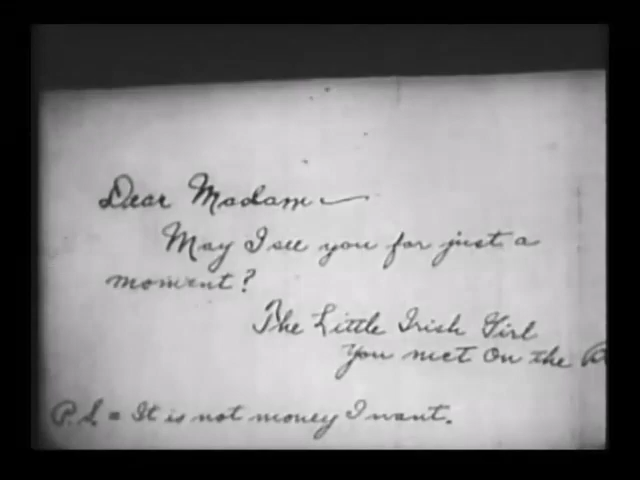 Dear Madam —
May I see you for just a
moment?
The Little Irish Girl
You met On the
P.S = It is not money I want.